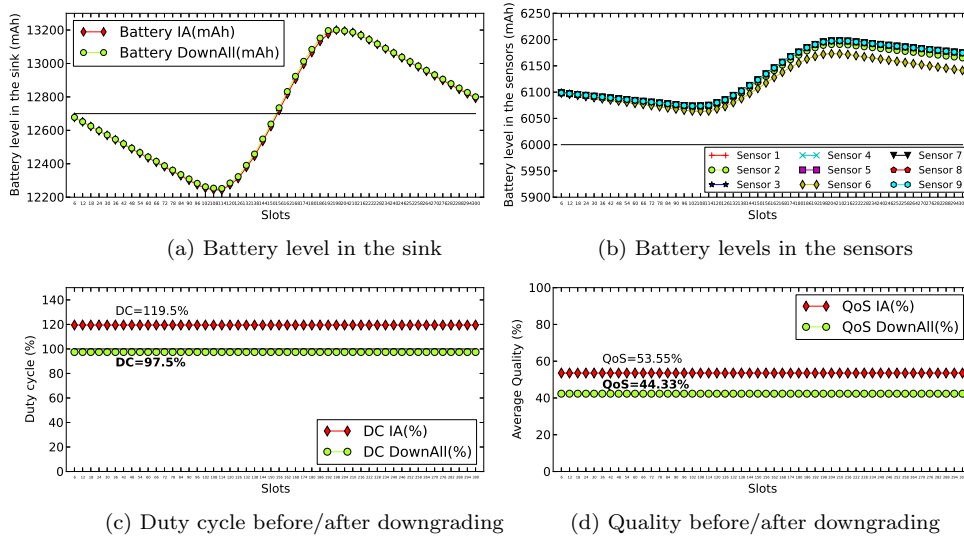 13200
13000
12800
12600
12400
12200
Battery level in the sink (mAh)
Battery IA(mAh)
Battery DownAll(mAh)
Slots
(a) Battery level in the sink
6250
6200
6150
6100
6050
6000
5950
5900
Battery level in the sensors (mAh)
Sensor 1
Sensor 2
Sensor 3
Sensor 4
Sensor 5
Sensor 6
Sensor 7
Sensor 8
Sensor 9
Slots
(b) Battery levels in the sensors
140
120
100
80
60
40
20
0
Duty cycle (%)
DC=119.5%
DC=97.5%
DC IA(%)
DC DownAll(%)
Slots
(c) Duty cycle before/after downgrading
100
80
60
40
20
0
Average Quality (%)
QoS IA(%)
QoS DownAll(%)
QoS=53.55%
QoS=44.33%
Slots
(d) Quality before/after downgrading